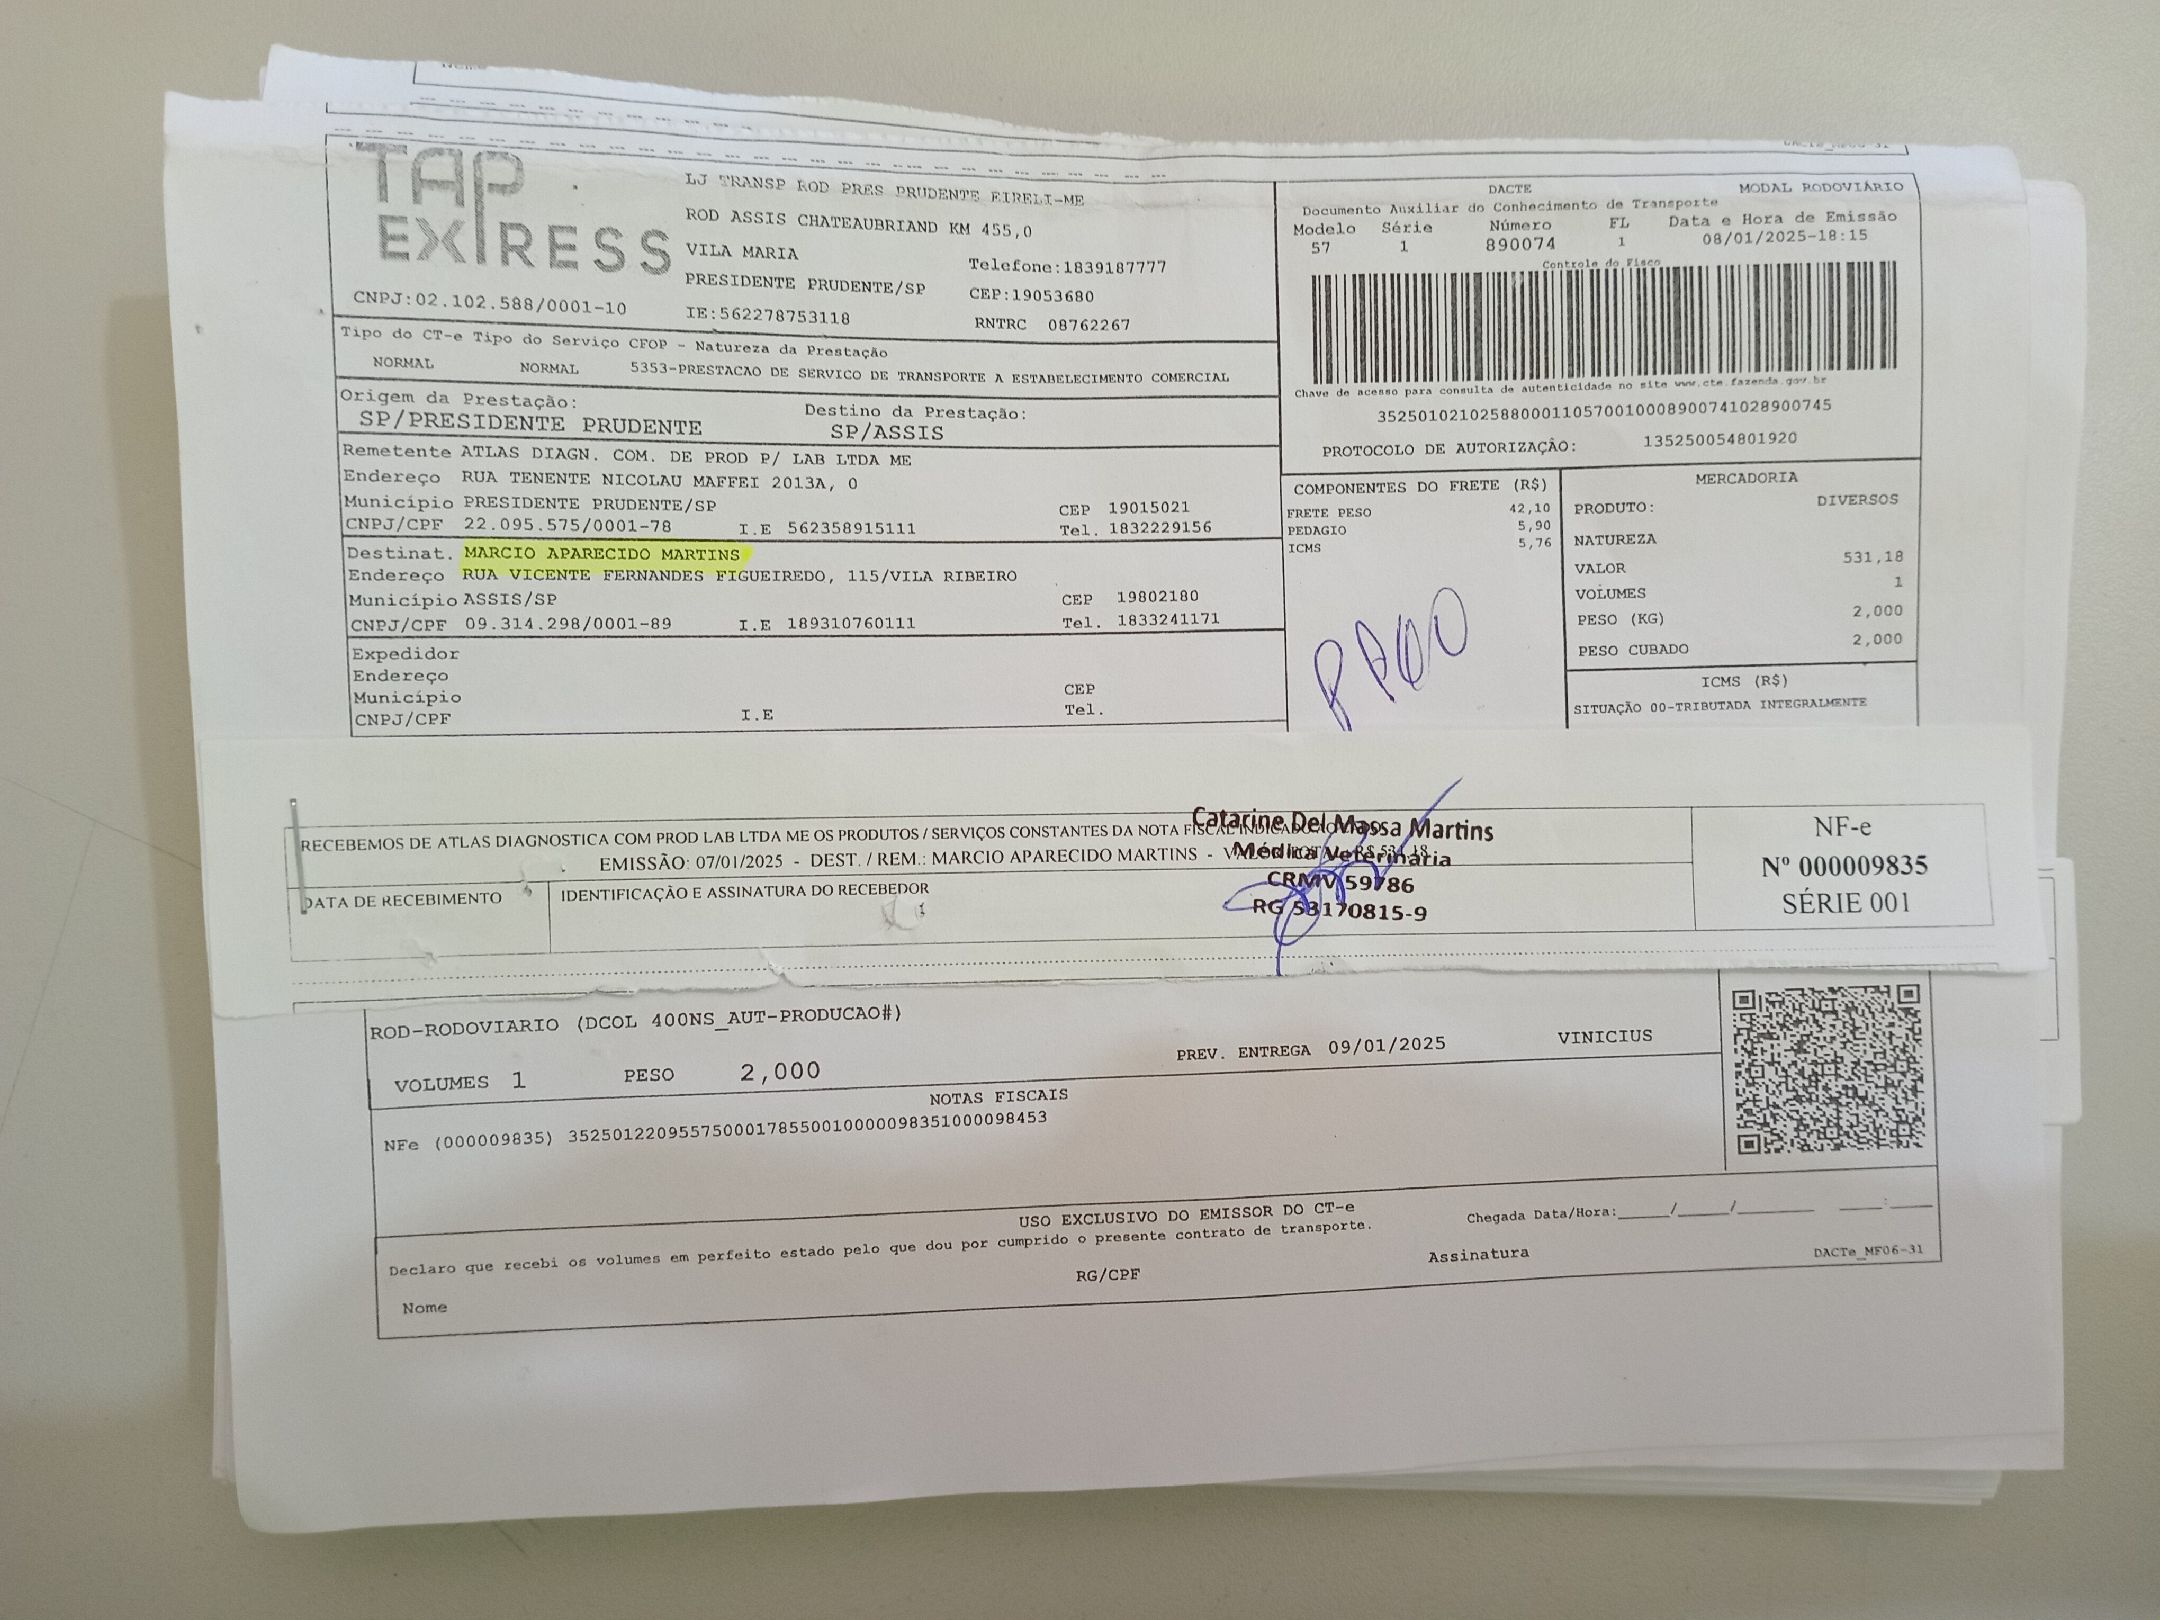 TAP
EXPRESS
CNPJ:02.102.588/0001-10
LJ TRANSP ROD PRES PRUDENTE EIRELI-ME
ROD ASSIS CHATEAUBRIAND KM 455,0
VILA MARIA
Telefone:1839187777
PRESIDENTE PRUDENTE/SP
CEP:19053680
IE:562278753118
RNTRC 08762267
DACTE
MODAL RODOVIÁRIO
Documento Auxiliar do Conhecimento de Transporte
Modelo Série Número FL Data e Hora de Emissão
57 1 890074 1 08/01/2025-18:15
Controle do Fisco
Chave de acesso para consulta de autenticidade no site www.cte.fazenda.gov.br
35250102102588000110570010008900741028900745
PROTOCOLO DE AUTORIZAÇÃO: 135250054801920
Tipo do CT-e Tipo do Serviço CFOP - Natureza da Prestação
NORMAL NORMAL 5353-PRESTACAO DE SERVICO DE TRANSPORTE A ESTABELECIMENTO COMERCIAL
Origem da Prestação:
SP/PRESIDENTE PRUDENTE
Destino da Prestação:
SP/ASSIS
Remetente ATLAS DIAGN. COM. DE PROD P/ LAB LTDA ME
Endereço RUA TENENTE NICOLAU MAFFEI 2013A, 0
Município PRESIDENTE PRUDENTE/SP CEP 19015021
CNPJ/CPF 22.095.575/0001-78 I.E 562358915111 Tel. 1832229156
Destinat. MARCIO APARECIDO MARTINS
Endereço RUA VICENTE FERNANDES FIGUEIREDO, 115/VILA RIBEIRO
Município ASSIS/SP CEP 19802180
CNPJ/CPF 09.314.298/0001-89 I.E 189310760111 Tel. 1833241171
Expedidor
Endereço
Município CEP
CNPJ/CPF I.E Tel.
COMPONENTES DO FRETE (R$)
FRETE PESO 42,10
PEDAGIO 5,90
ICMS 5,76
MERCADORIA
PRODUTO: DIVERSOS
NATUREZA
VALOR 531,18
VOLUMES 1
PESO (KG) 2,000
PESO CUBADO 2,000
ICMS (R$)
SITUAÇÃO 00-TRIBUTADA INTEGRALMENTE
RECEBEMOS DE ATLAS DIAGNOSTICA COM PROD LAB LTDA ME OS PRODUTOS / SERVIÇOS CONSTANTES DA NOTA FISCAL INDICADO AO LADO
EMISSÃO: 07/01/2025 - DEST. / REM.: MARCIO APARECIDO MARTINS -
DATA DE RECEBIMENTO
IDENTIFICAÇÃO E ASSINATURA DO RECEBEDOR
Catarine Del Massa Martins
Médica Veterinária
CRMV 59786
RG 53170815-9
NF-e
Nº 000009835
SÉRIE 001
ROD-RODOVIARIO (DCOL 400NS_AUT-PRODUCAO#)
VOLUMES 1 PESO 2,000 PREV. ENTREGA 09/01/2025 VINICIUS
NOTAS FISCAIS
NFe (000009835) 35250122095575000178550010000098351000098453
USO EXCLUSIVO DO EMISSOR DO CT-e
Declaro que recebi os volumes em perfeito estado pelo que dou por cumprido o presente contrato de transporte.
Chegada Data/Hora:_____/_____/_______ ____:____
Nome RG/CPF Assinatura
DACTe_MF06-31